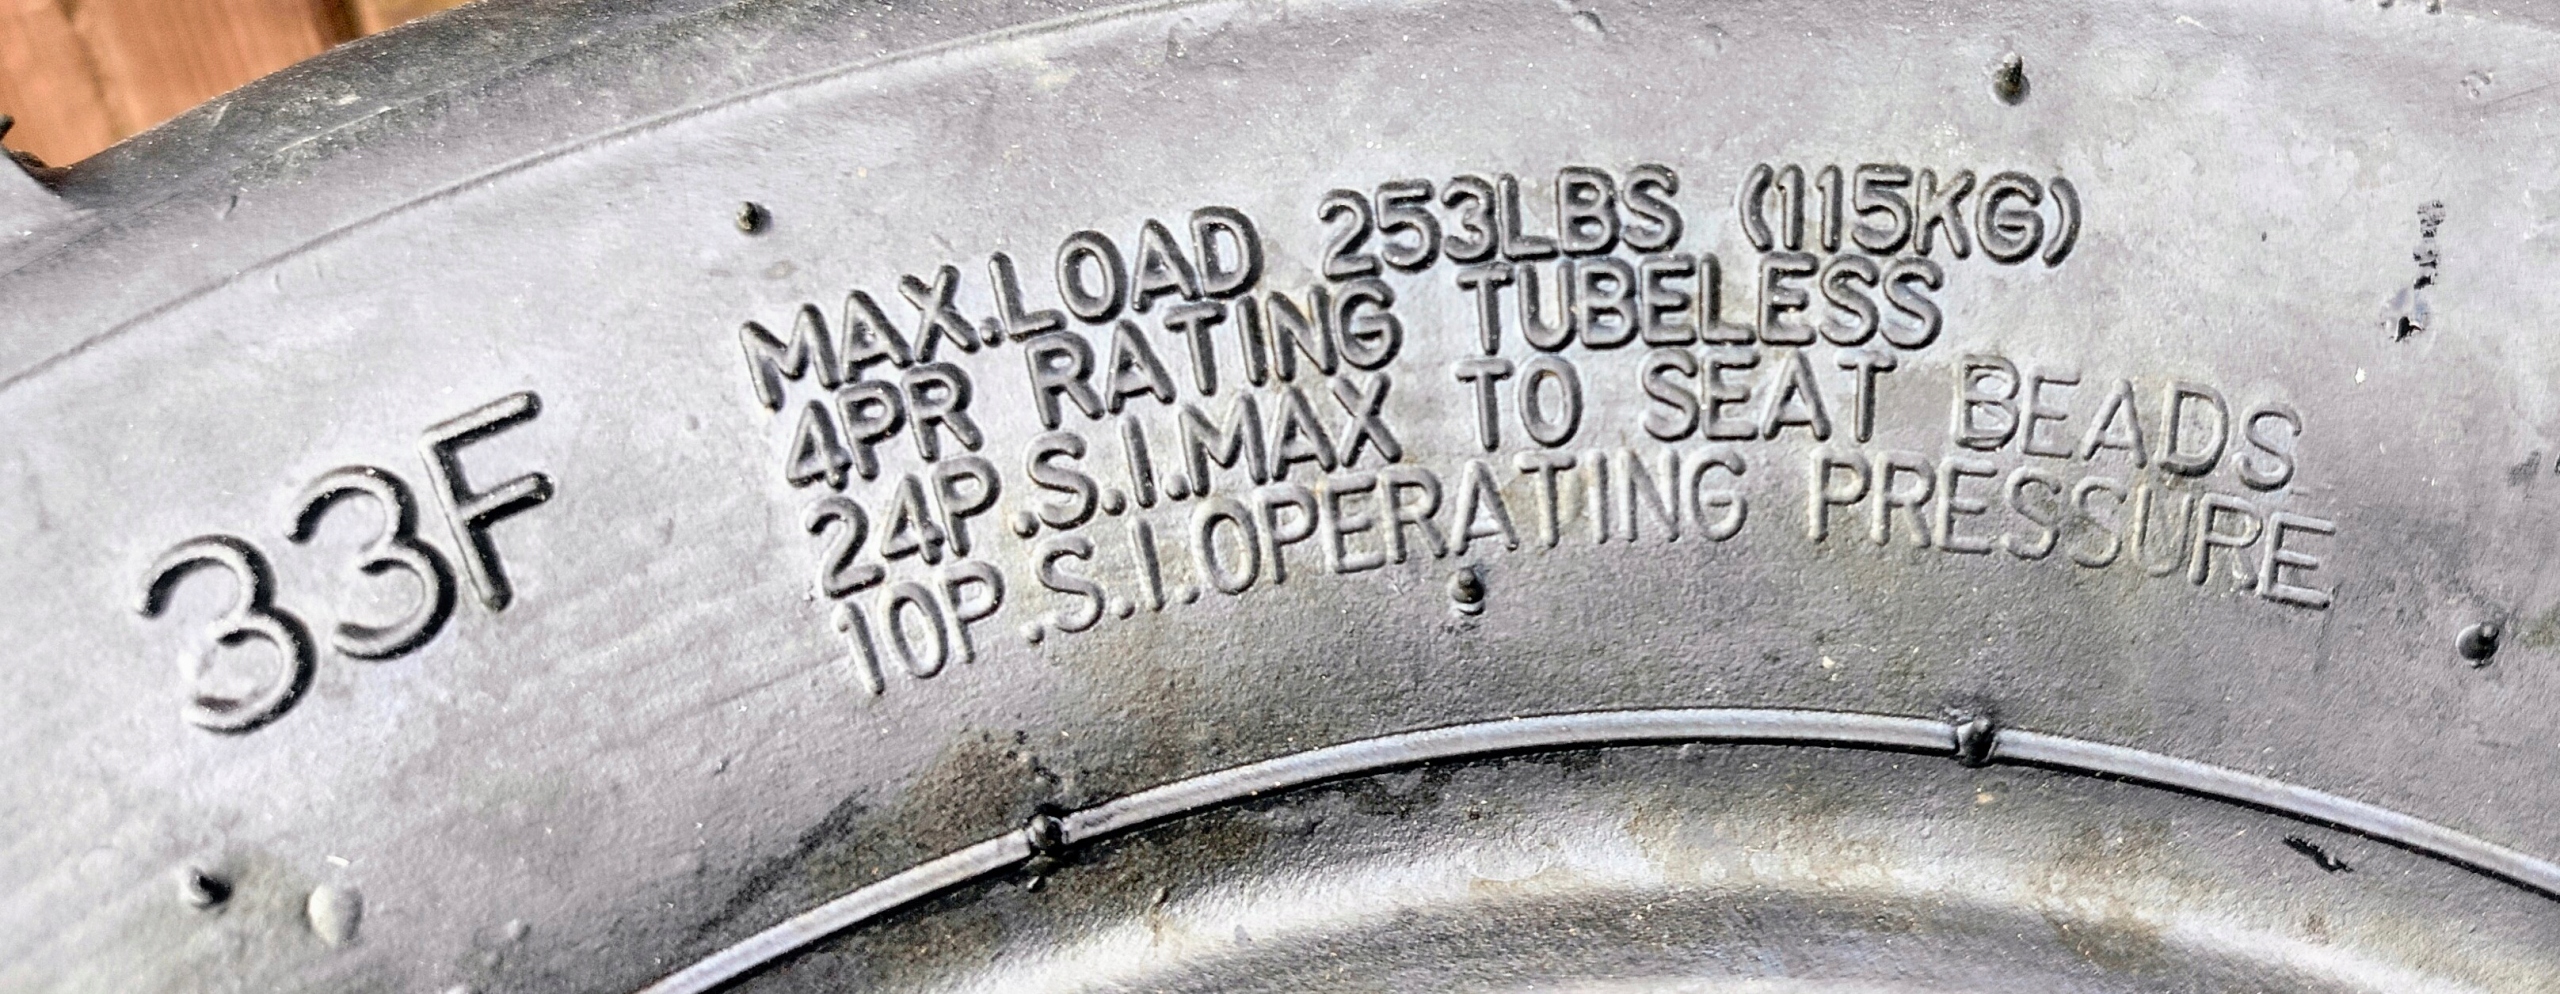 33F
MAX.LOAD 253LBS (115KG)
4PR RATING TUBELESS
24P.S.I.MAX TO SEAT BEADS
10P.S.I.OPERATING PRESSURE